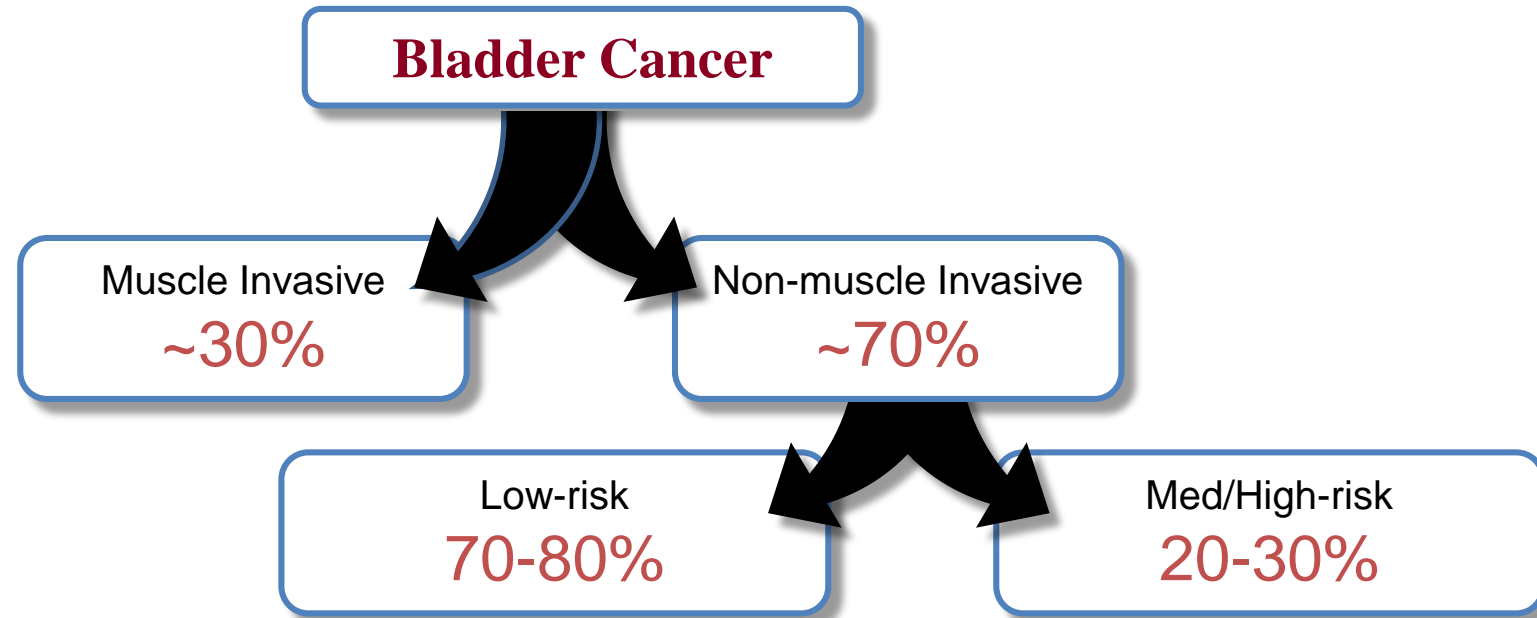 Bladder Cancer
Muscle Invasive
~30%
Non-muscle Invasive
~70%
Low-risk
70-80%
Med/High-risk
20-30%